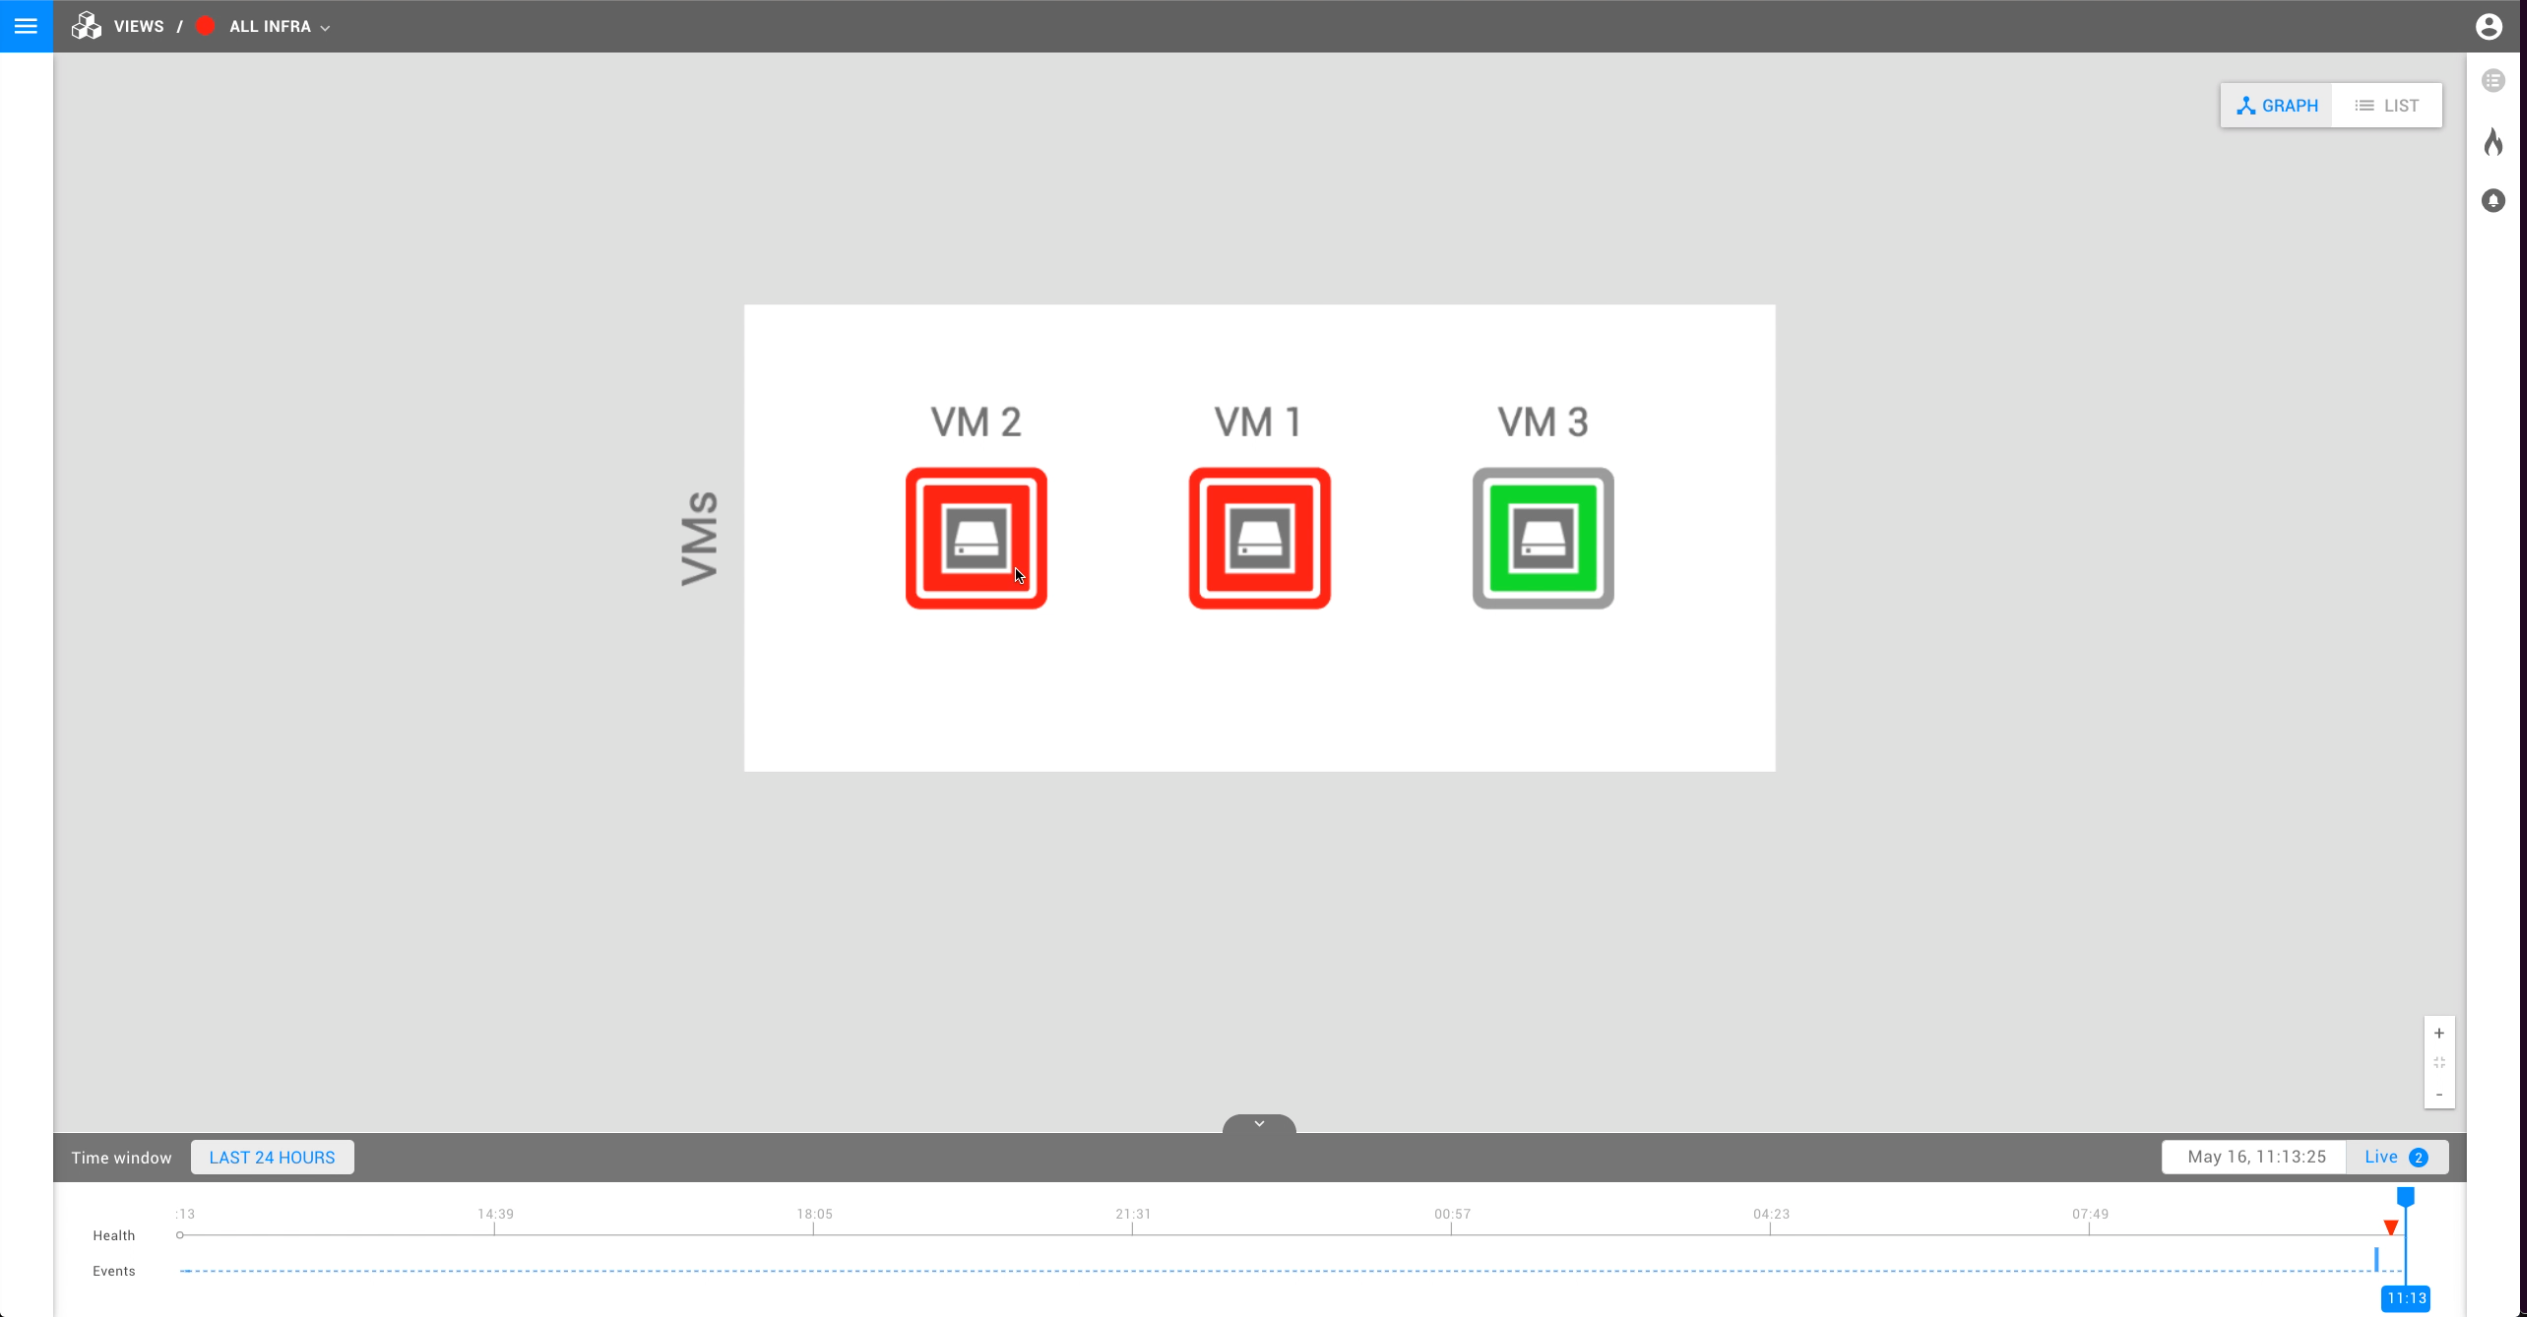 VIEWS / ALL INFRA
GRAPH LIST
VM 2 VM 1 VM 3
VMs
+
-
Time window LAST 24 HOURS May 16, 11:13:25 Live 2
:13 14:39 18:05 21:31 00:57 04:23 07:49
Health
Events
11:13